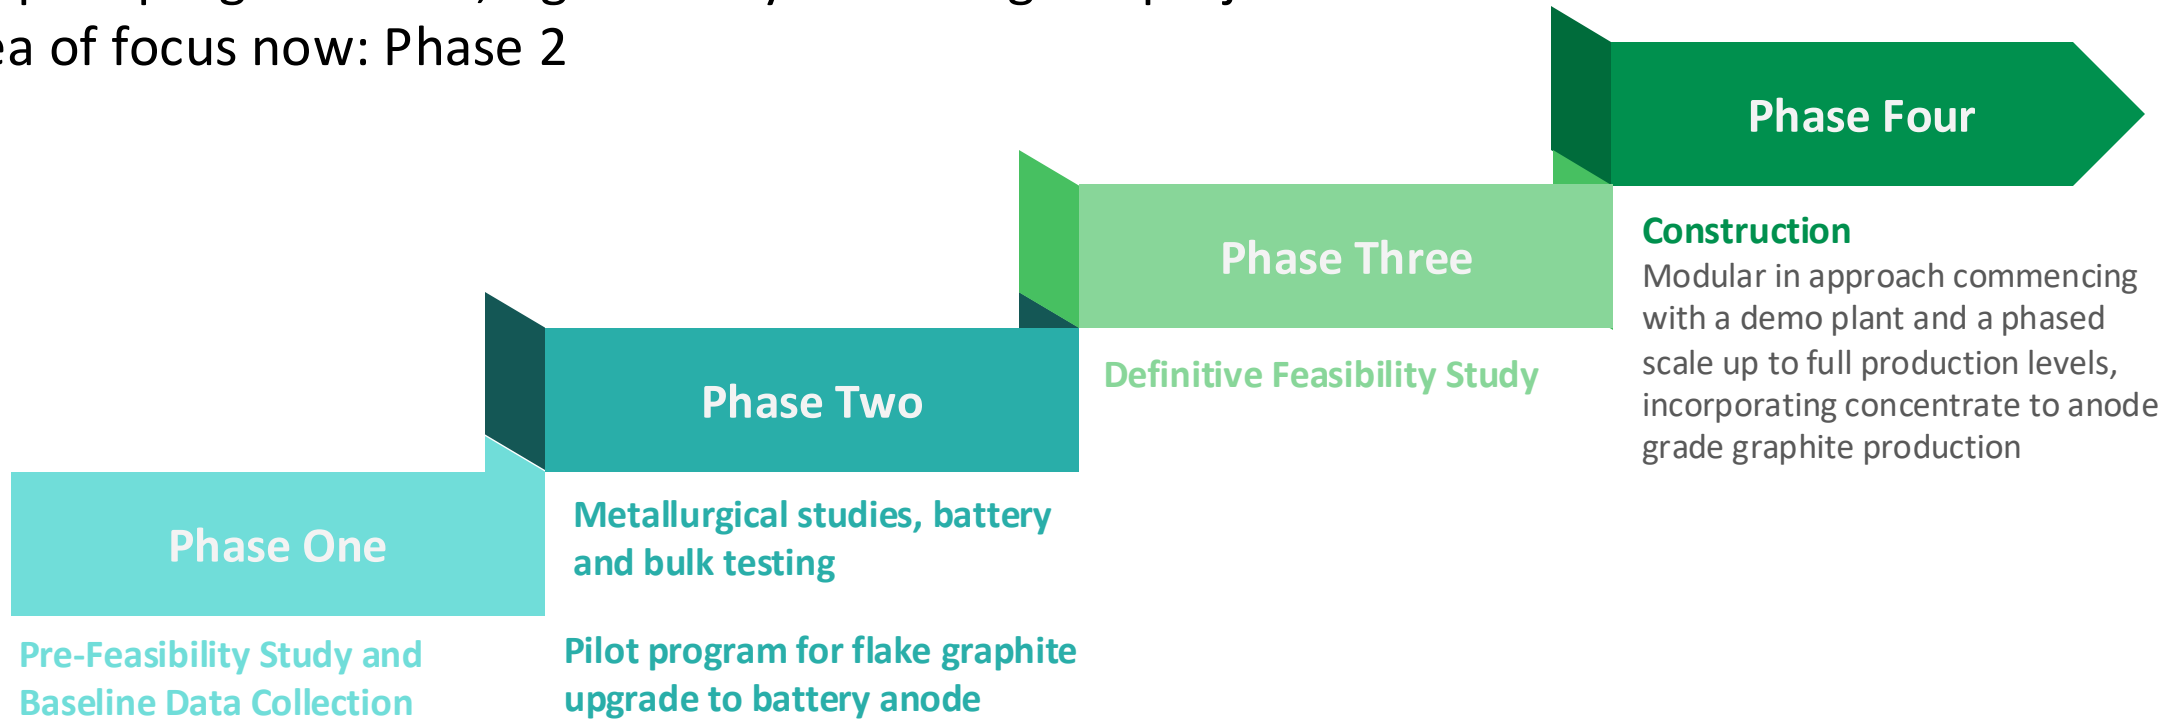 of focus now: Phase 2
Phase Four
Construction
Modular in approach commencing
with a demo plant and a phased
scale up to full production levels,
incorporating concentrate to anode
grade graphite production
Phase Three
Definitive Feasibility Study
Phase Two
Metallurgical studies, battery
and bulk testing
Pilot program for flake graphite
upgrade to battery anode
Phase One
Pre-Feasibility Study and
Baseline Data Collection